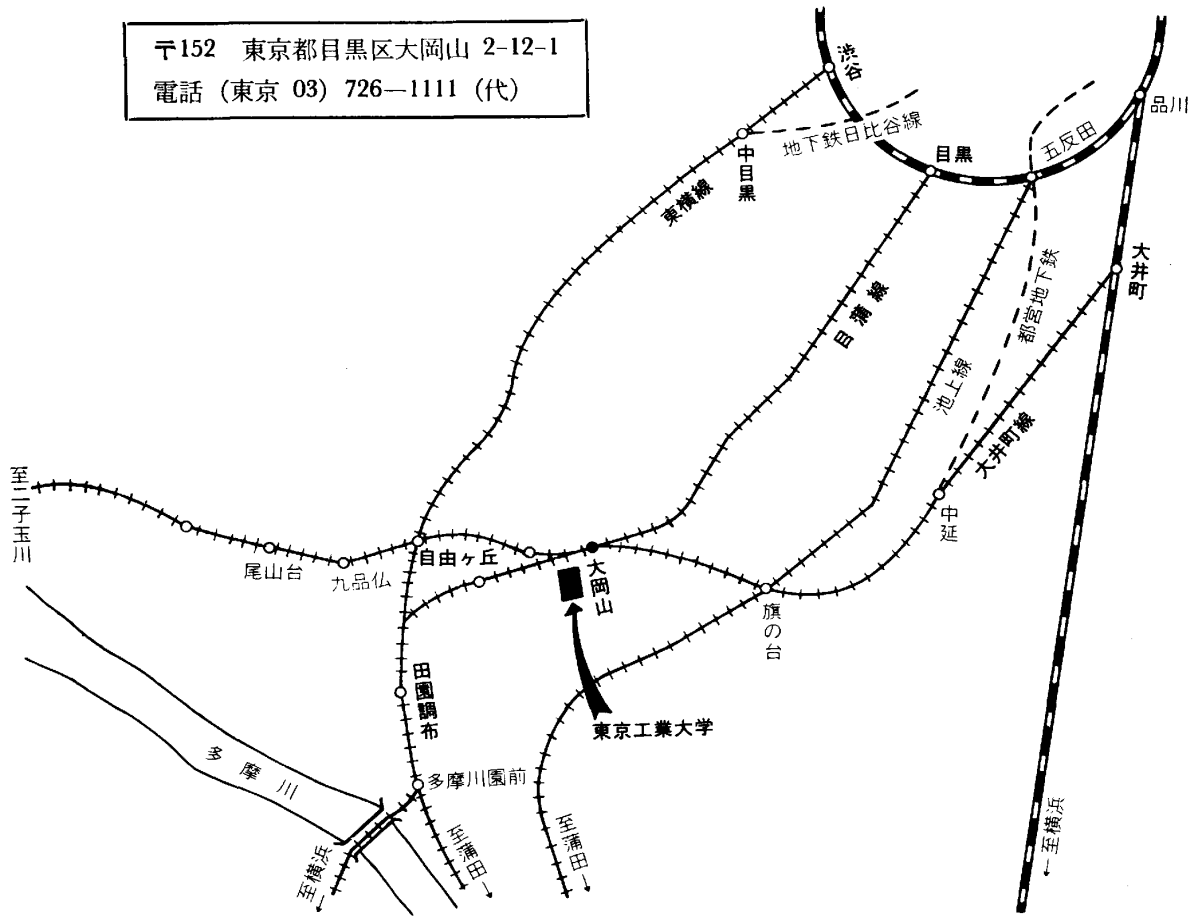 〒152 東京都目黒区大岡山 2-12-1
電話 (東京 03) 726—1111 (代)
渋谷
品川
地下鉄日比谷線
五反田
中目黒
目黒
東横線
大井町
都営地下鉄
目蒲線
池上線
大井町線
至二子玉川
中延
自由ヶ丘
尾山台
九品仏
大岡山
旗の台
田園調布
東京工業大学
多摩川
多摩川園前
至横浜
至蒲田→
至蒲田→
←至横浜